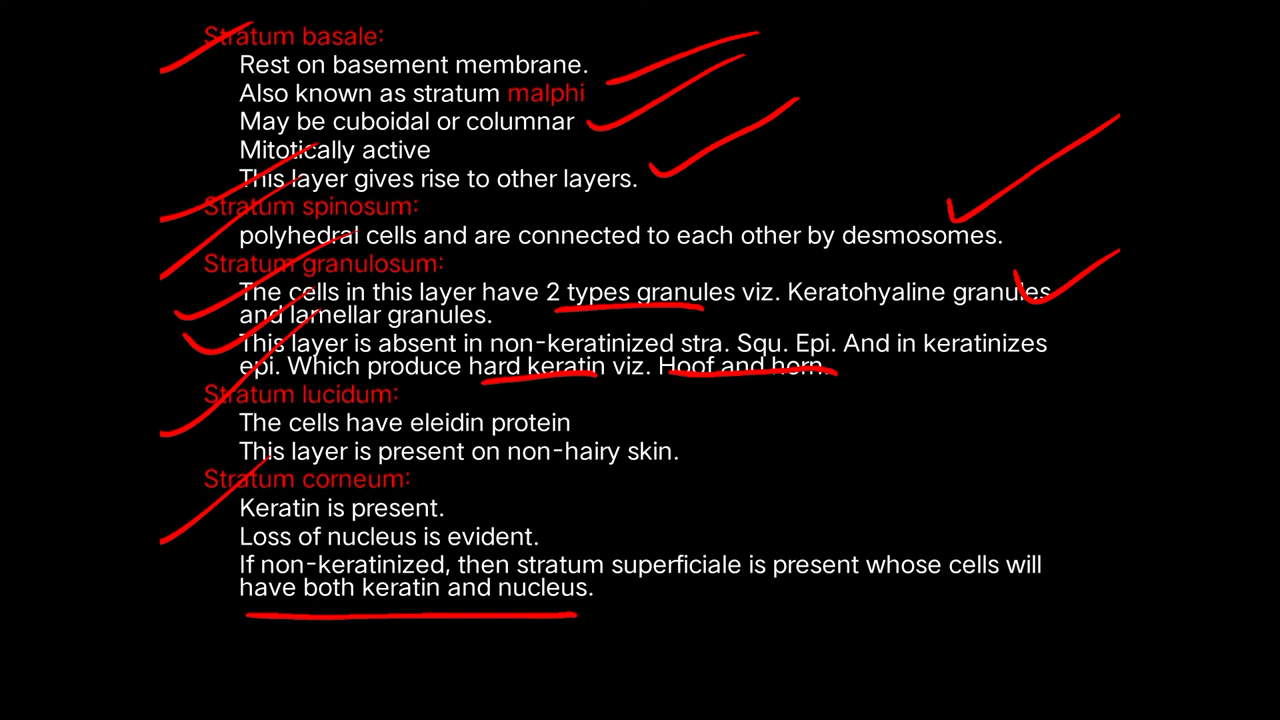 Stratum basale:
Rest on basement membrane.
Also known as stratum malphi
May be cuboidal or columnar
Mitotically active
This layer gives rise to other layers.
Stratum spinosum:
polyhedral cells and are connected to each other by desmosomes.
Stratum granulosum:
The cells in this layer have 2 types granules viz. Keratohyaline granules
and lamellar granules.
This layer is absent in non-keratinized stra. Squ. Epi. And in keratinizes
epi. Which produce hard keratin viz. Hoof and horn.
Stratum lucidum:
The cells have eleidin protein
This layer is present on non-hairy skin.
Stratum corneum:
Keratin is present.
Loss of nucleus is evident.
If non-keratinized, then stratum superficiale is present whose cells will
have both keratin and nucleus.